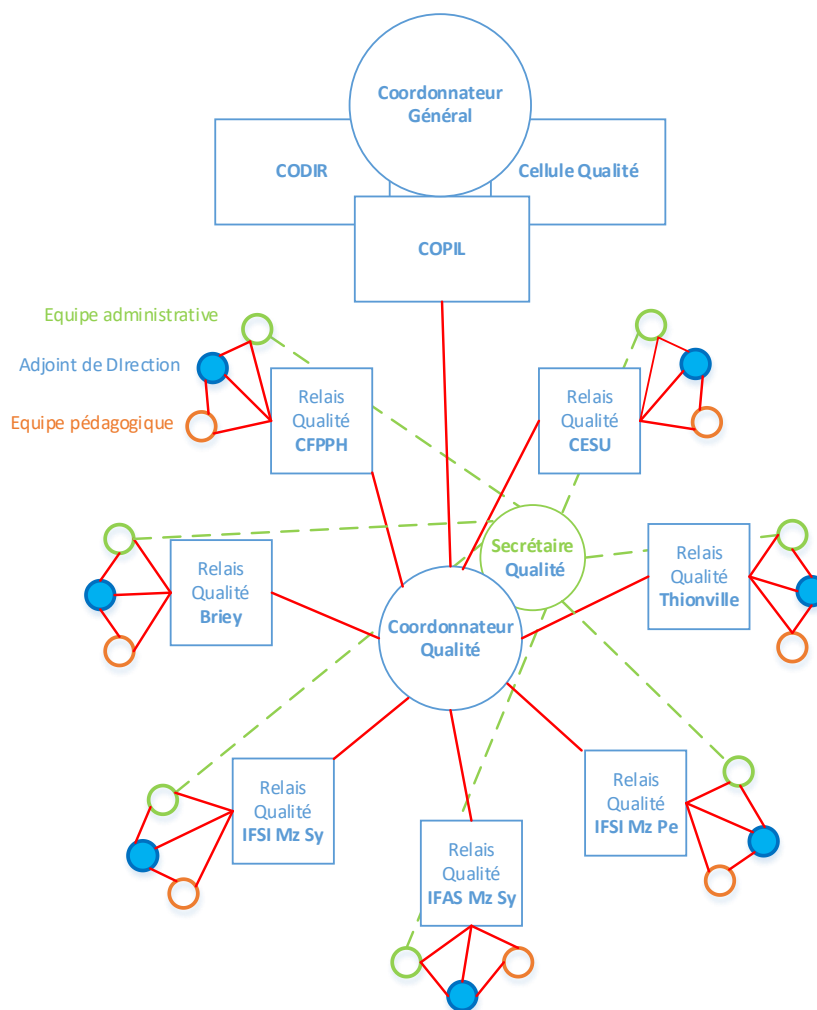 Coordonnateur
Général
CODIR
Cellule Qualité
COPIL
Equipe administrative
Adjoint de DIrection
Equipe pédagogique
Relais
Qualité
CFPPH
Relais
Qualité
CESU
Secrétaire
Qualité
Relais
Qualité
Briey
Relais
Qualité
Thionville
Coordonnateur
Qualité
Relais
Qualité
IFSI Mz Sy
Relais
Qualité
IFSI Mz Pe
Relais
Qualité
IFAS Mz Sy